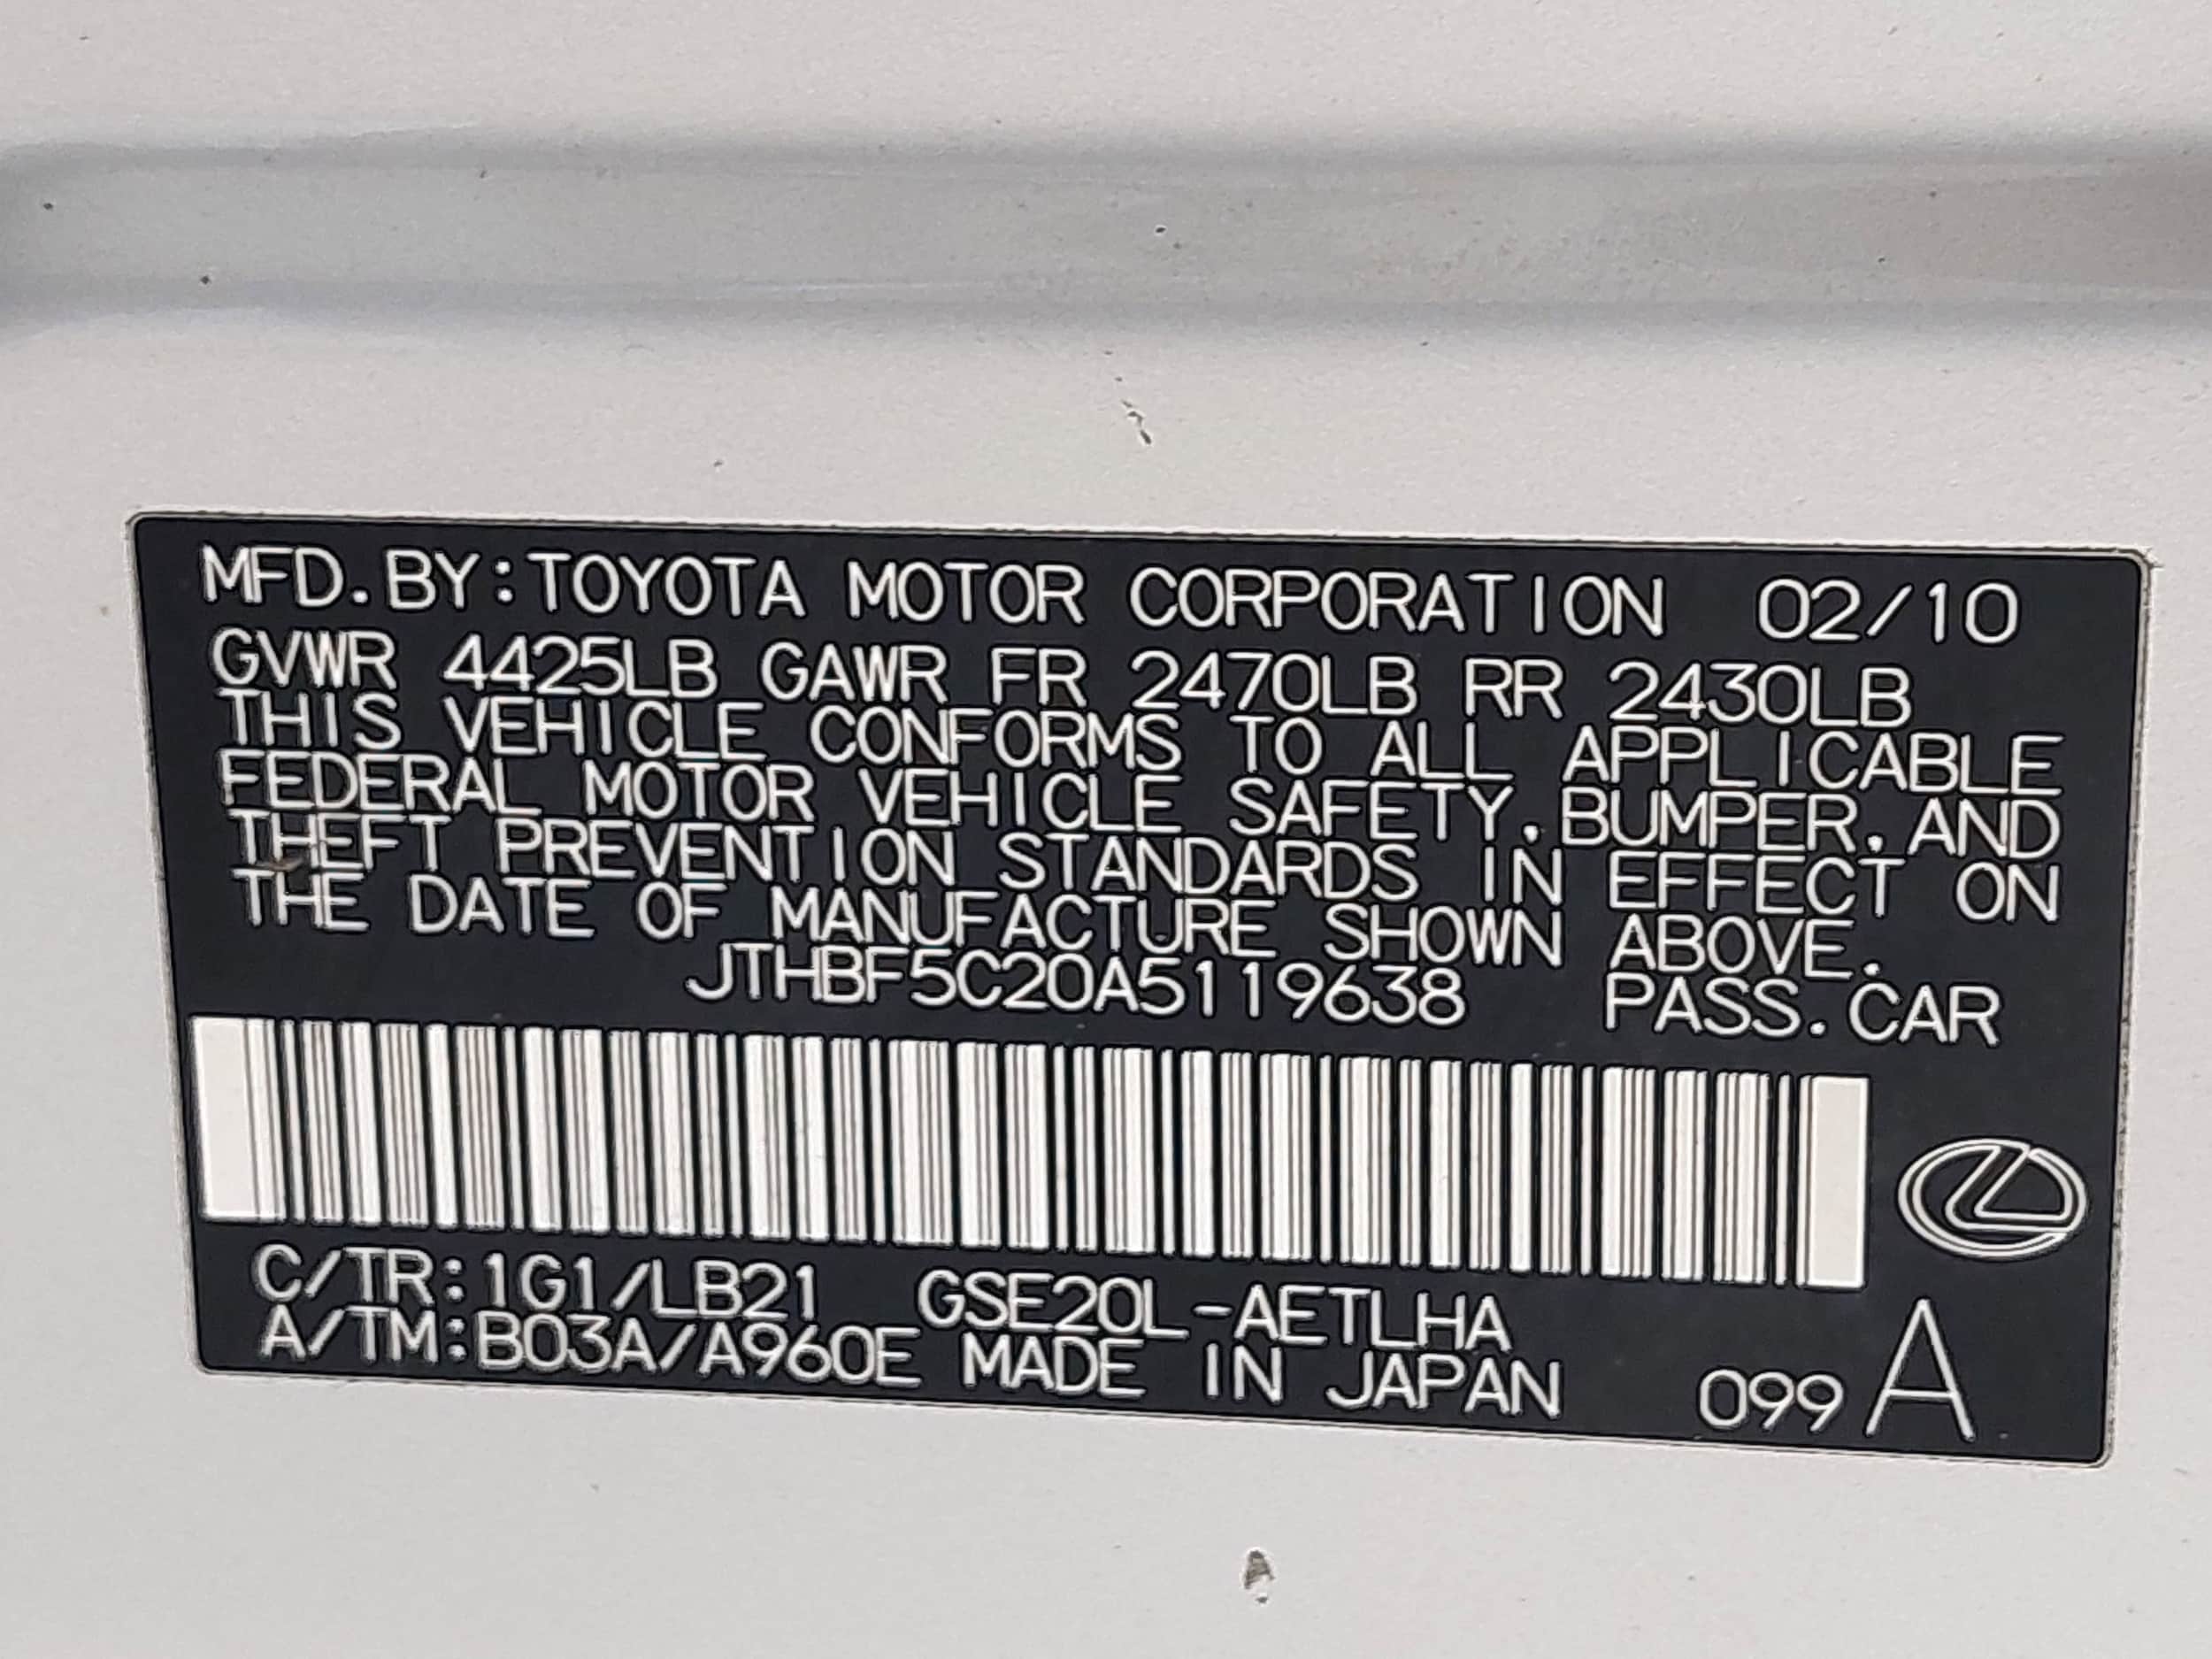 MFD.BY:TOYOTA MOTOR CORPORATION 02/10
GVWR 4425LB GAWR FR 2470LB RR 2430LB
THIS VEHICLE CONFORMS TO ALL APPLICABLE
FEDERAL MOTOR VEHICLE SAFETY,BUMPER,AND
THEFT PREVENTION STANDARDS IN EFFECT ON
THE DATE OF MANUFACTURE SHOWN ABOVE.
JTHBF5C20A5119638 PASS.CAR
C/TR:1G1/LB21 GSE20L-AETLHA
A/TM:B03A/A960E MADE IN JAPAN 099 A